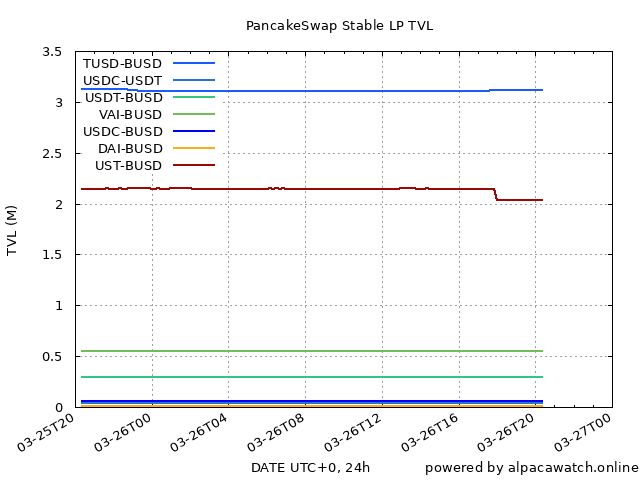 PancakeSwap Stable LP TVL
TUSD-BUSD
USDC-USDT
USDT-BUSD
VAI-BUSD
USDC-BUSD
DAI-BUSD
UST-BUSD
TVL (M)
3.5
3
2.5
2
1.5
1
0.5
0
03-25T20
03-26T00
03-26T04
03-26T08
03-26T12
03-26T16
03-26T20
03-27T00
DATE UTC+0, 24h
powered by alpacawatch.online